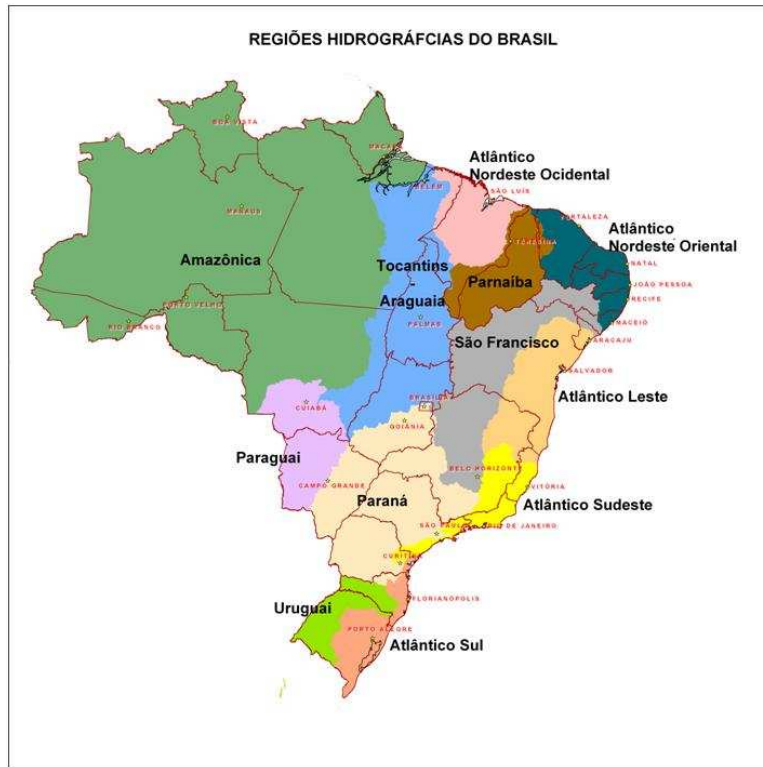 REGIÕES HIDROGRÁFCIAS DO BRASIL
BOA VISTA
MACAPÁ
Atlântico
Nordeste Ocidental
BELEM
SÃO LUÍS
MANAUS
FORTALEZA
Atlântico
Nordeste Oriental
TERESINA
Amazônica
Tocantins
-
Araguaia
Parnaíba
NATAL
JOÃO PESSOA
RECIFE
PORTO VELHO
RIO BRANCO
PALMAS
MACEIÓ
São Francisco
ARACAJU
SALVADOR
Atlântico Leste
BRASÍLIA
CUIABÁ
GOIÂNIA
Paraguai
BELO HORIZONTE
CAMPO GRANDE
VITÓRIA
Paraná
Atlântico Sudeste
SÃO PAULO
RIO DE JANEIRO
CURITIBA
Uruguai
FLORIANÓPOLIS
PORTO ALEGRE
Atlântico Sul